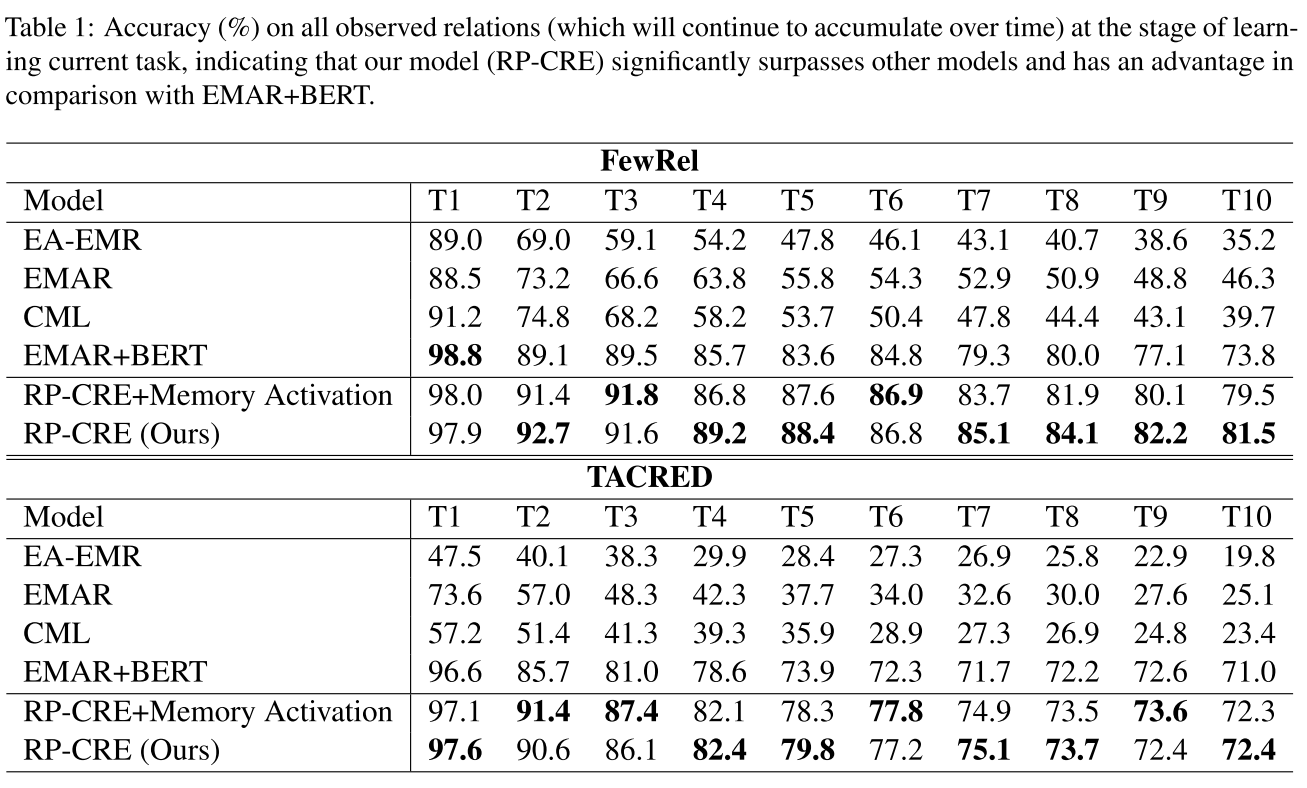 Table 1: Accuracy (%) on all observed relations (which will continue to accumulate over time) at the stage of learn-
ing current task, indicating that our model (RP-CRE) significantly surpasses other models and has an advantage in
comparison with EMAR+BERT.
FewRel
Model T1 T2 T3 T4 T5 T6 T7 T8 T9 T10
EA-EMR 89.0 69.0 59.1 54.2 47.8 46.1 43.1 40.7 38.6 35.2
EMAR 88.5 73.2 66.6 63.8 55.8 54.3 52.9 50.9 48.8 46.3
CML 91.2 74.8 68.2 58.2 53.7 50.4 47.8 44.4 43.1 39.7
EMAR+BERT 98.8 89.1 89.5 85.7 83.6 84.8 79.3 80.0 77.1 73.8
RP-CRE+Memory Activation 98.0 91.4 91.8 86.8 87.6 86.9 83.7 81.9 80.1 79.5
RP-CRE (Ours) 97.9 92.7 91.6 89.2 88.4 86.8 85.1 84.1 82.2 81.5
TACRED
Model T1 T2 T3 T4 T5 T6 T7 T8 T9 T10
EA-EMR 47.5 40.1 38.3 29.9 28.4 27.3 26.9 25.8 22.9 19.8
EMAR 73.6 57.0 48.3 42.3 37.7 34.0 32.6 30.0 27.6 25.1
CML 57.2 51.4 41.3 39.3 35.9 28.9 27.3 26.9 24.8 23.4
EMAR+BERT 96.6 85.7 81.0 78.6 73.9 72.3 71.7 72.2 72.6 71.0
RP-CRE+Memory Activation 97.1 91.4 87.4 82.1 78.3 77.8 74.9 73.5 73.6 72.3
RP-CRE (Ours) 97.6 90.6 86.1 82.4 79.8 77.2 75.1 73.7 72.4 72.4